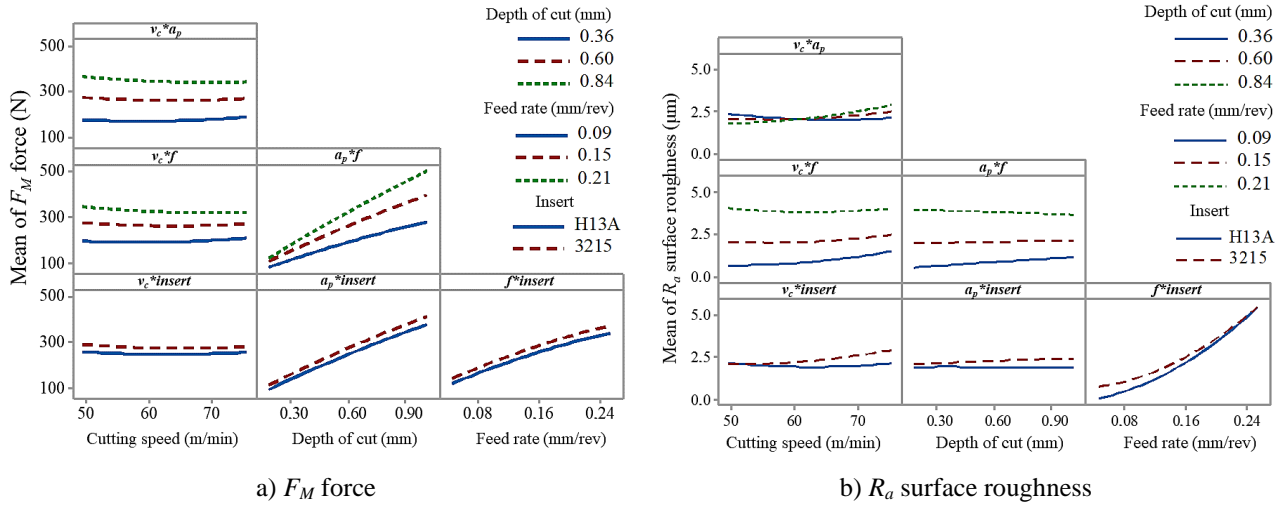 Depth of cut (mm)
0.36
0.60
0.84
Feed rate (mm/rev)
0.09
0.15
0.21
Insert
H13A
3215
Mean of F_M force (N)
v_c*a_p
500
300
100
v_c*f
a_p*f
500
300
100
v_c*insert
a_p*insert
f*insert
500
300
100
50 60 70
0.30 0.60 0.90
0.08 0.16 0.24
Cutting speed (m/min)
Depth of cut (mm)
Feed rate (mm/rev)
a) F_M force
Depth of cut (mm)
0.36
0.60
0.84
Feed rate (mm/rev)
0.09
0.15
0.21
Insert
H13A
3215
Mean of R_a surface roughness (µm)
v_c*a_p
5.0
2.5
0.0
v_c*f
a_p*f
5.0
2.5
0.0
v_c*insert
a_p*insert
f*insert
5.0
2.5
0.0
50 60 70
0.30 0.60 0.90
0.08 0.16 0.24
Cutting speed (m/min)
Depth of cut (mm)
Feed rate (mm/rev)
b) R_a surface roughness